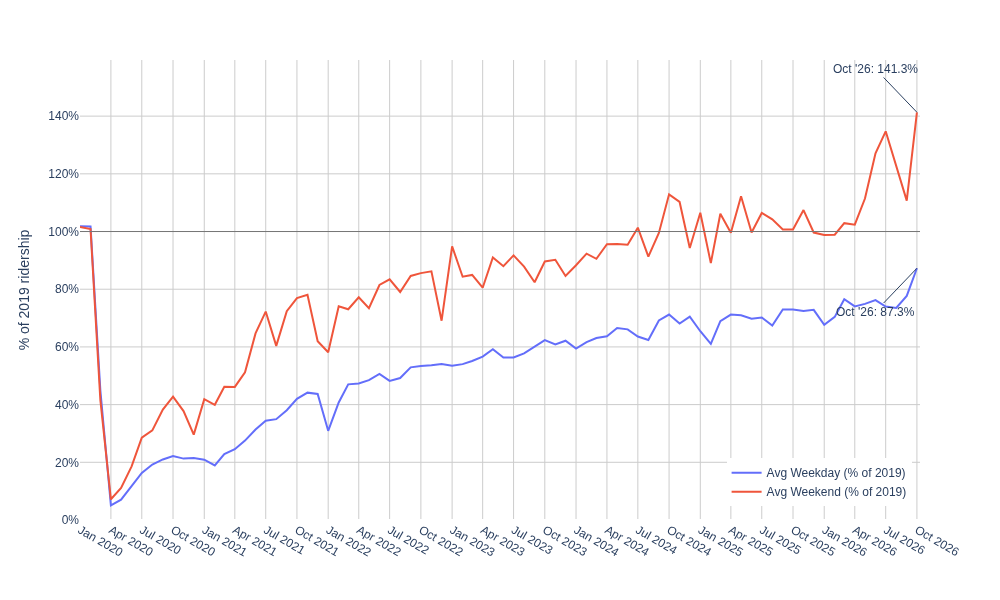 Oct '26: 141.3%
140%
120%
100%
80%
60%
40%
20%
0%
% of 2019 ridership
Oct '26: 87.3%
Avg Weekday (% of 2019)
Avg Weekend (% of 2019)
Jan 2020
Apr 2020
Jul 2020
Oct 2020
Jan 2021
Apr 2021
Jul 2021
Oct 2021
Jan 2022
Apr 2022
Jul 2022
Oct 2022
Jan 2023
Apr 2023
Jul 2023
Oct 2023
Jan 2024
Apr 2024
Jul 2024
Oct 2024
Jan 2025
Apr 2025
Jul 2025
Oct 2025
Jan 2026
Apr 2026
Jul 2026
Oct 2026